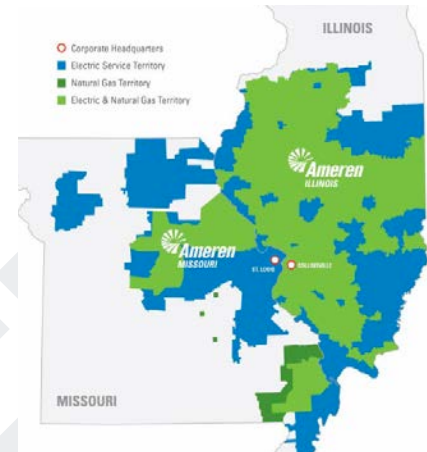 ILLINOIS
Corporate Headquarters
Electric Service Territory
Natural Gas Territory
Electric & Natural Gas Territory
Ameren
ILLINOIS
Ameren
MISSOURI
ST. LOUIS
COLLINSVILLE
MISSOURI